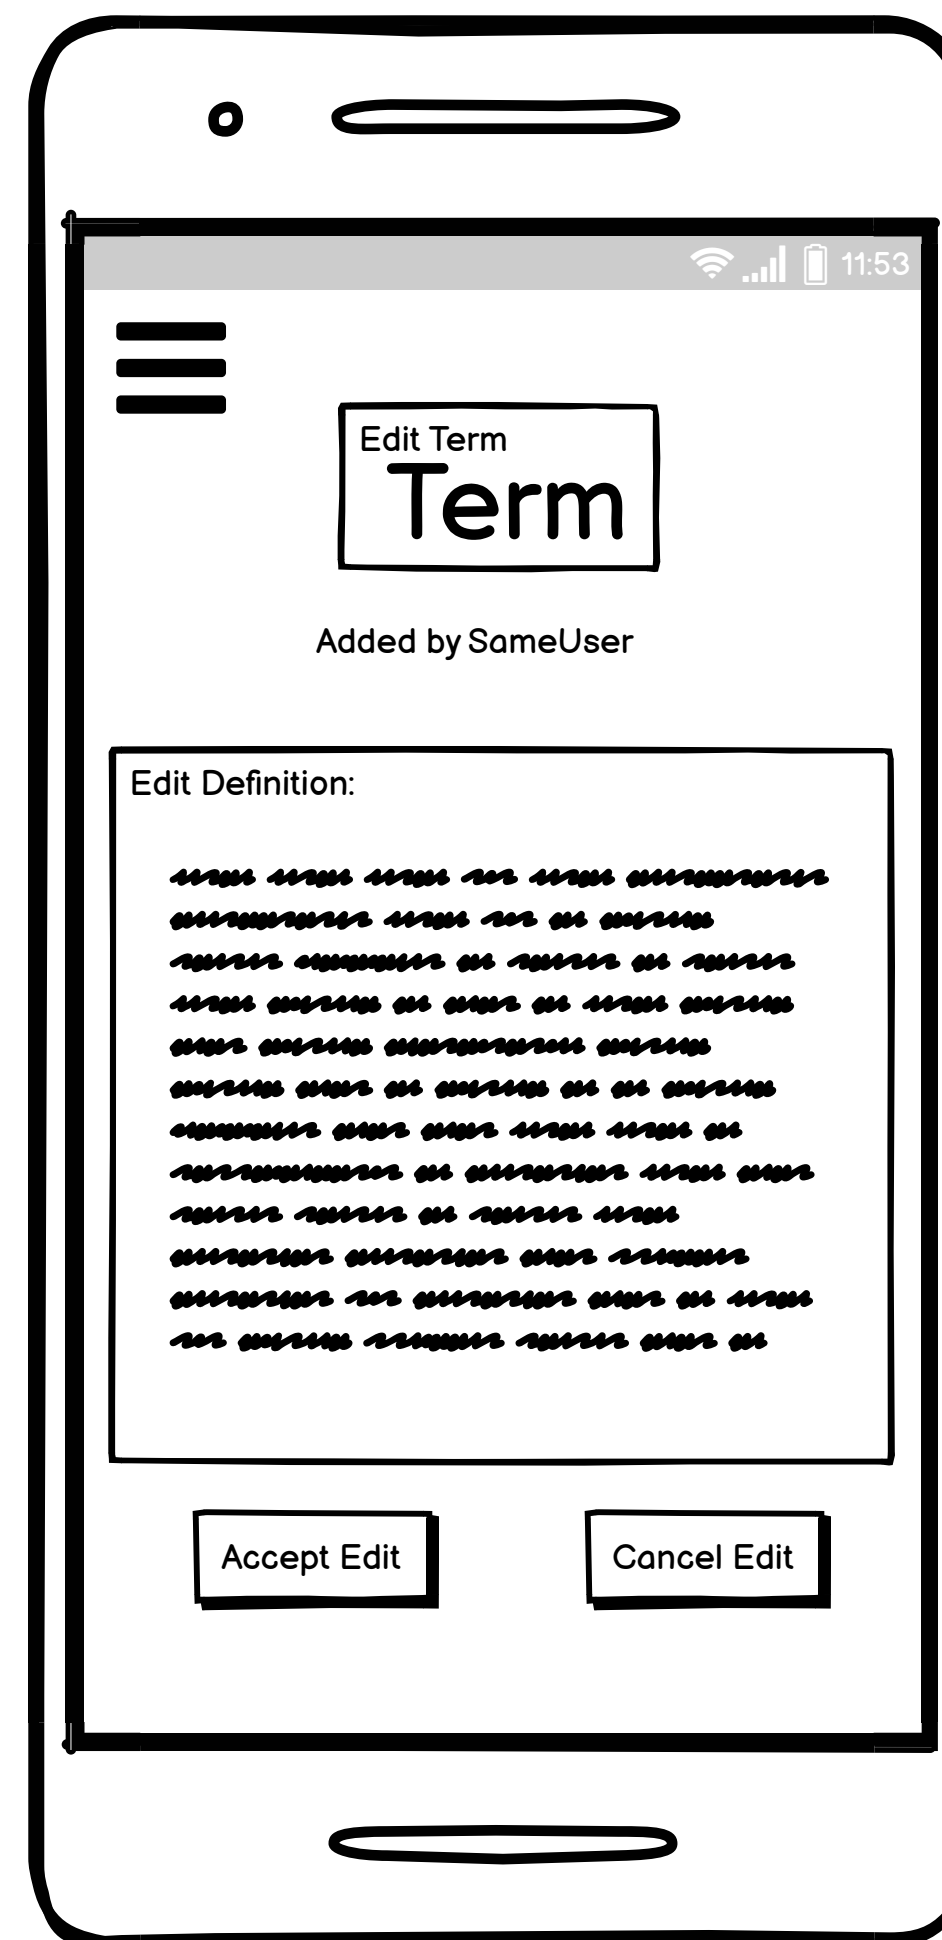 11:53
Edit Term
Term
Added by SameUser
Edit Definition:
Accept Edit
Cancel Edit